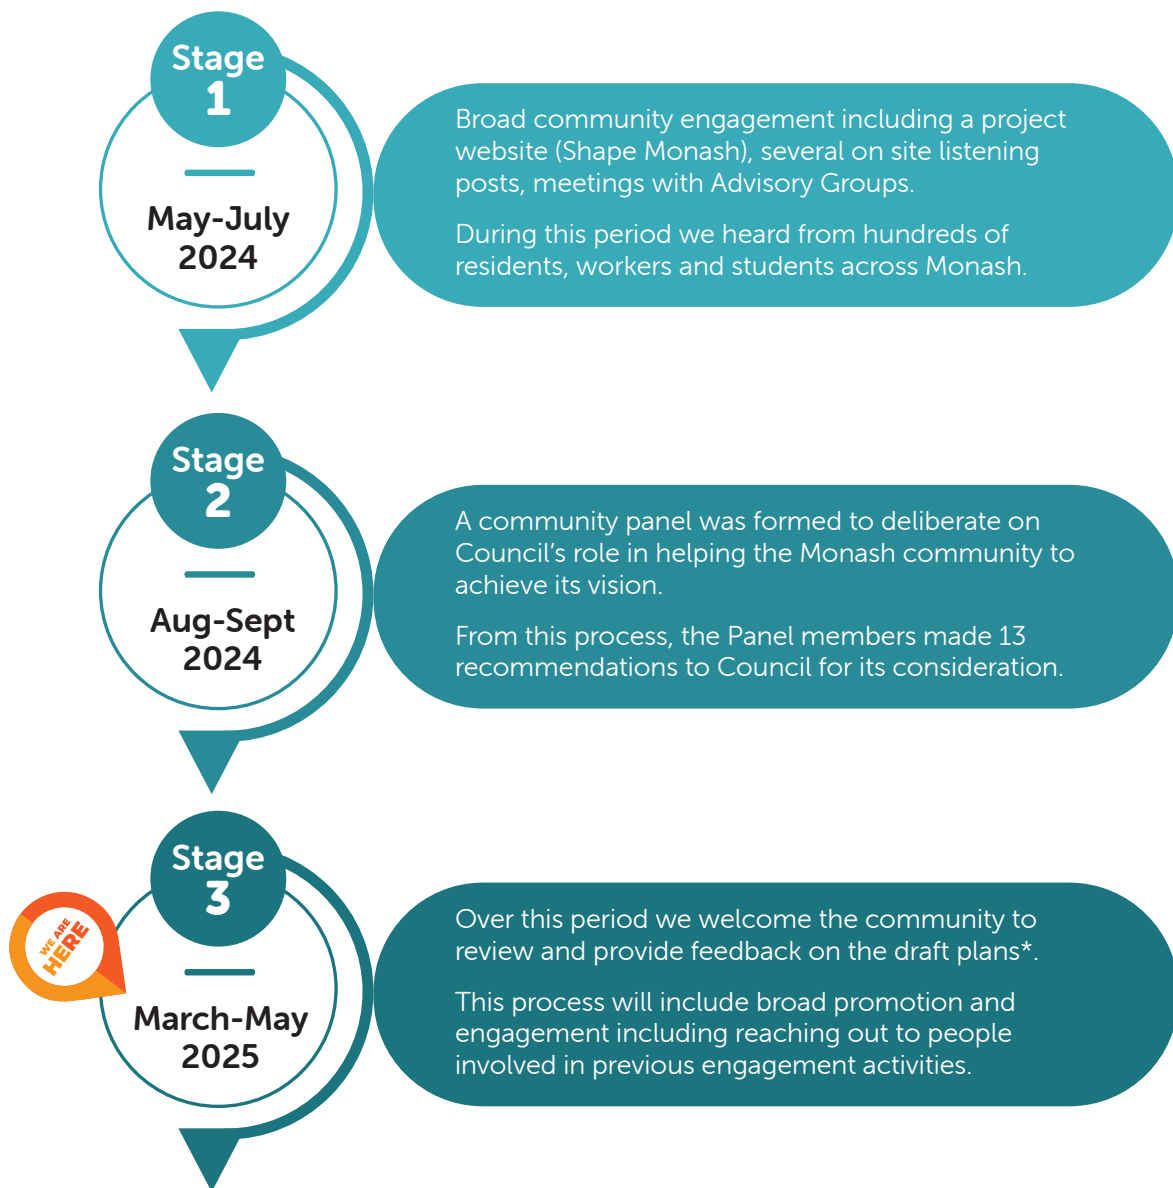 Stage
1
May-July
2024
Broad community engagement including a project
website (Shape Monash), several on site listening
posts, meetings with Advisory Groups.
During this period we heard from hundreds of
residents, workers and students across Monash.
Stage
2
Aug-Sept
2024
A community panel was formed to deliberate on
Council’s role in helping the Monash community to
achieve its vision.
From this process, the Panel members made 13
recommendations to Council for its consideration.
Stage
3
WE ARE
HERE
March-May
2025
Over this period we welcome the community to
review and provide feedback on the draft plans*.
This process will include broad promotion and
engagement including reaching out to people
involved in previous engagement activities.